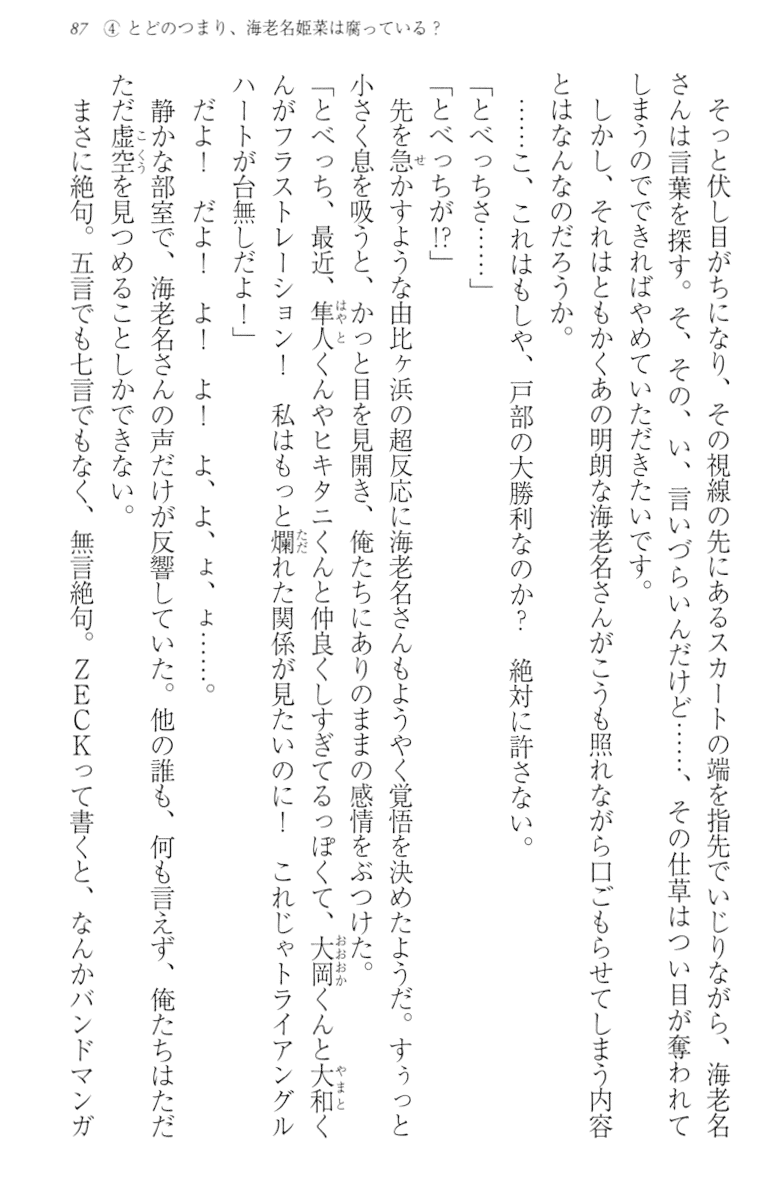 87　④ とどのつまり、海老名姫菜は腐っている？
　そっと伏し目がちになり、その視線の先にあるスカートの端を指先でいじりながら、海老名
さんは言葉を探す。そ、その、い、言いづらいんだけど……、その仕草はつい目が奪われて
しまうのでできればやめていただきたいです。
　しかし、それはともかくあの明朗な海老名さんがこうも照れながら口ごもらせてしまう内容
とはなんなのだろうか。
　……こ、これはもしや、戸部の大勝利なのか？　絶対に許さない。
「とべっちさ……」
「とべっちが!?」
　先を急かすような由比ヶ浜の超反応に海老名さんもようやく覚悟を決めたようだ。すぅっと
小さく息を吸うと、かっと目を見開き、俺たちにありのままの感情をぶつけた。
「とべっち、最近、隼人くんやヒキタニくんと仲良くしすぎてるっぽくて、大岡くんと大和く
んがフラストレーション！　私はもっと爛れた関係が見たいのに！　これじゃトライアングル
ハートが台無しだよ！」
　だよ！　だよ！　よ！　よ！　よ、よ、ょ、ょ……。
　静かな部室で、海老名さんの声だけが反響していた。他の誰も、何も言えず、俺たちはただ
ただ虚空を見つめることしかできない。
　まさに絶句。五言でも七言でもなく、無言絶句。ＺＥＣＫって書くと、なんかバンドマンガ